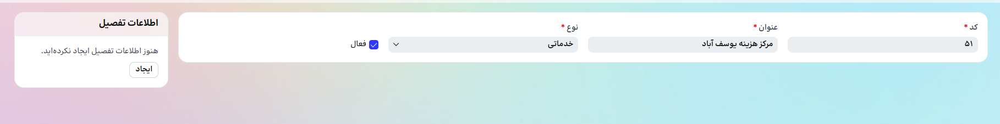 کد *
عنوان *
نوع *
۵۱
مرکز هزینه یوسف آباد
خدماتی
فعال
اطلاعات تفصیل
هنوز اطلاعات تفصیل ایجاد نکرده‌اید.
ایجاد